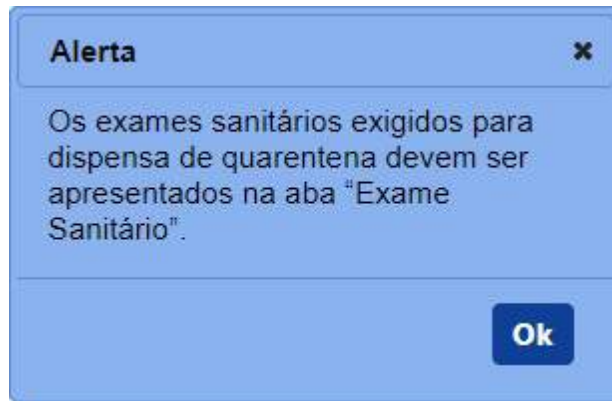 Alerta
Os exames sanitários exigidos para
dispensa de quarentena devem ser
apresentados na aba “Exame
Sanitário”.
Ok